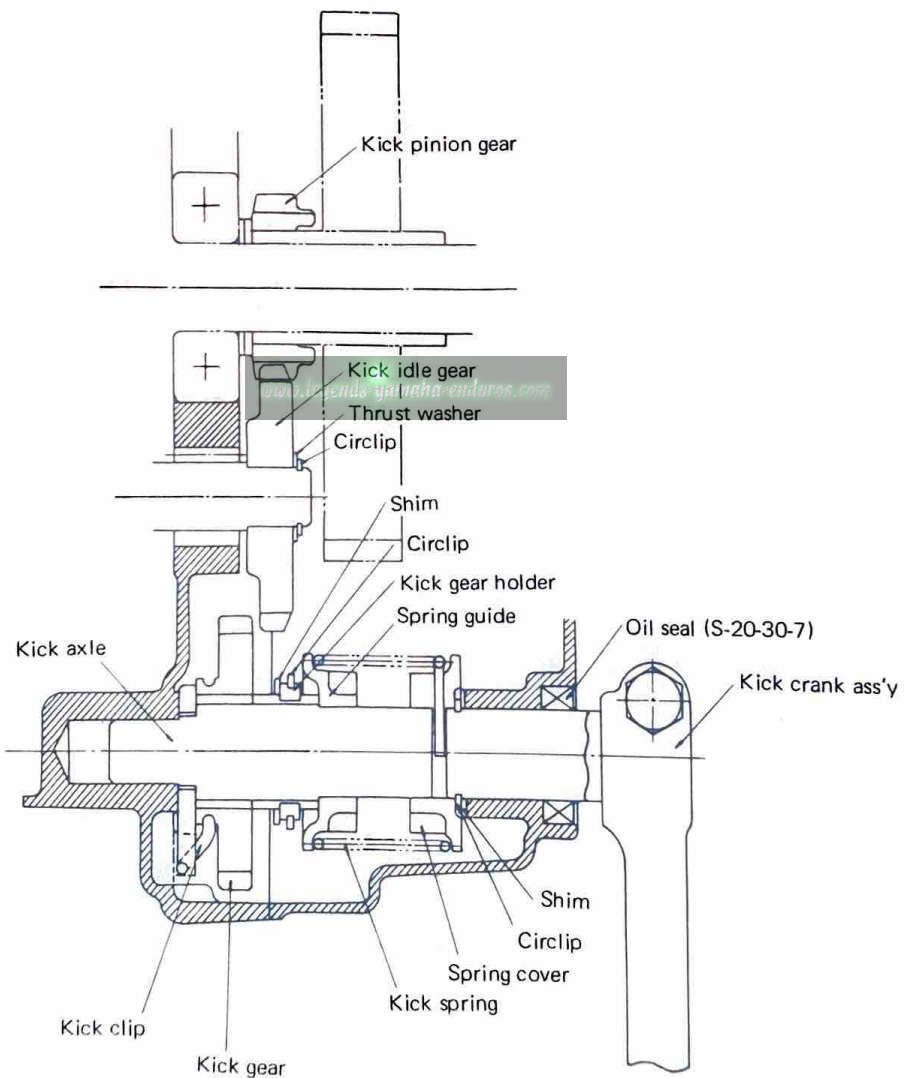 Kick pinion gear
Kick idle gear
www.legends-yamaha-enduros.com
Thrust washer
Circlip
Shim
Circlip
Kick gear holder
Spring guide
Oil seal (S-20-30-7)
Kick axle
Kick crank ass'y
Shim
Circlip
Spring cover
Kick spring
Kick clip
Kick gear